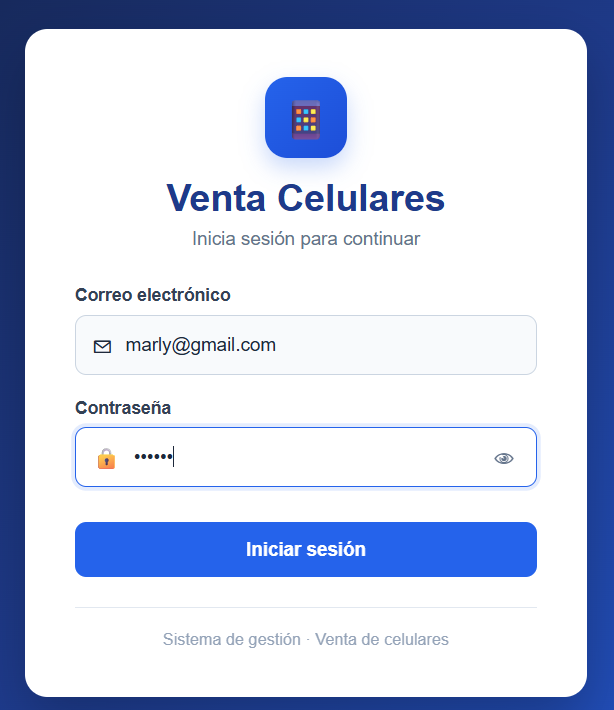 Venta Celulares
Inicia sesión para continuar
Correo electrónico
marly@gmail.com
Contraseña
••••••
Iniciar sesión
Sistema de gestión · Venta de celulares